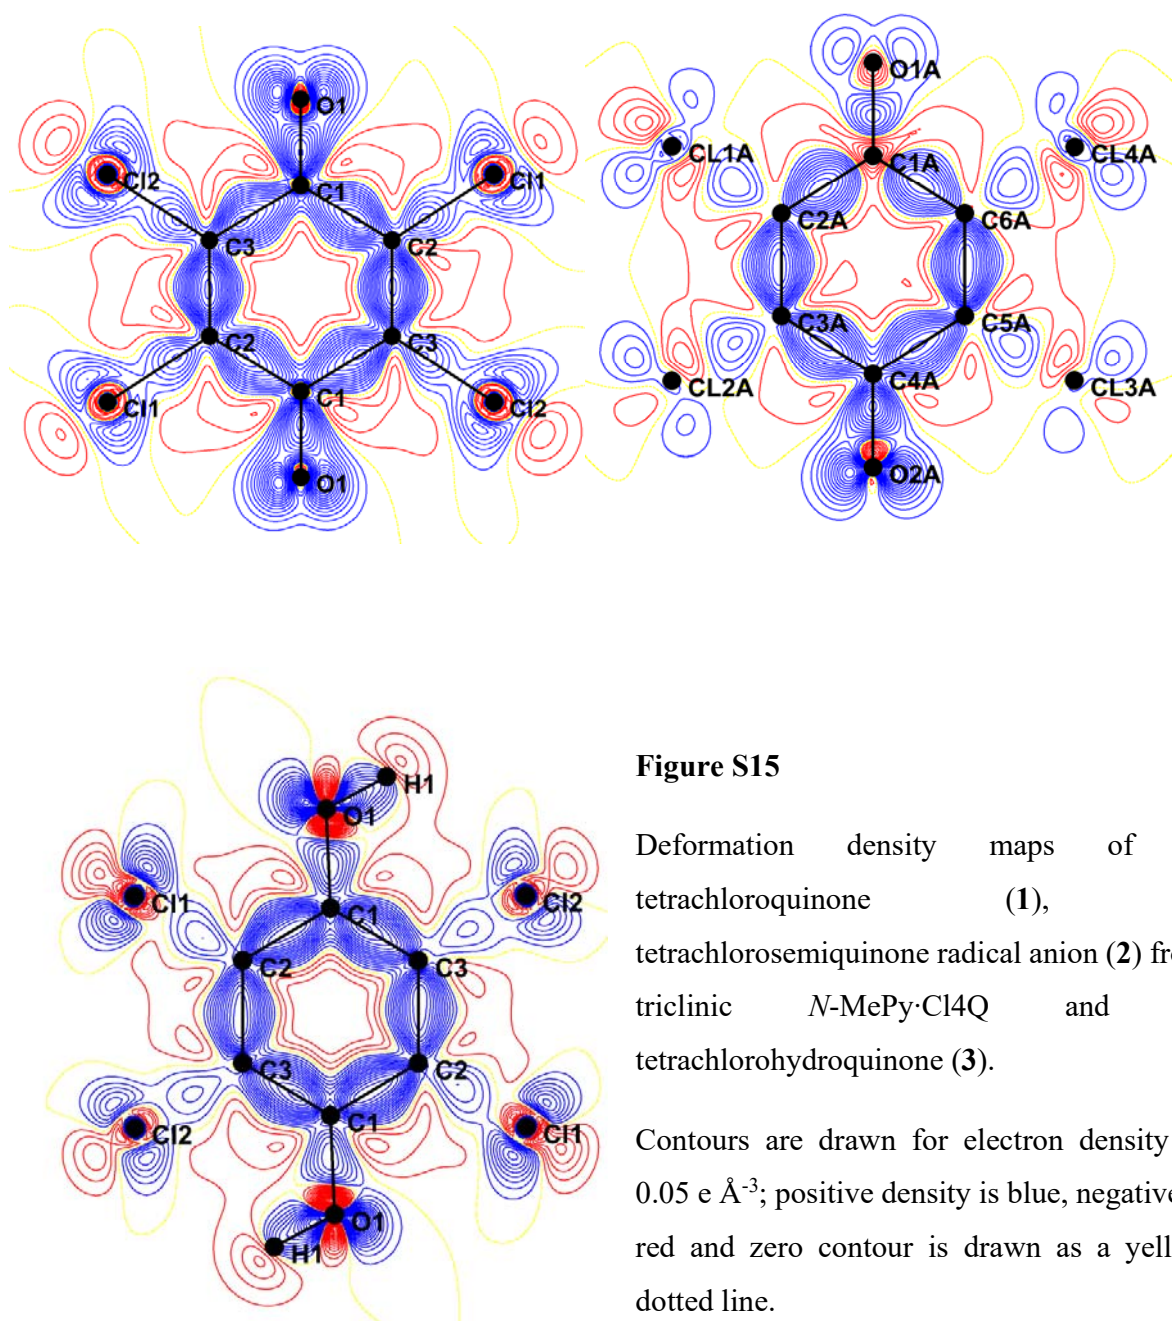 O1
O1A
Cl2
Cl1
CL1A
CL4A
C1
C1A
C3
C2
C2A
C6A
C2
C3
C3A
C5A
C1
C4A
Cl1
Cl2
CL2A
CL3A
O1
O2A
H1
O1
Cl1
Cl2
C1
C2
C3
C3
C2
C1
Cl2
Cl1
O1
H1
Figure S15
Deformation density maps of
tetrachloroquinone (1),
tetrachlorosemiquinone radical anion (2)
triclinic N-MePy·Cl4Q and
tetrachlorohydroquinone (3).
Contours are drawn for electron density
0.05 e Å-3; positive density is blue, negative
red and zero contour is drawn as a
dotted line.